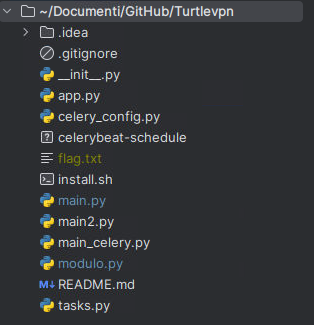 ~/Documenti/GitHub/Turtlevpn
.idea
.gitignore
__init__.py
app.py
celery_config.py
celerybeat-schedule
flag.txt
install.sh
main.py
main2.py
main_celery.py
modulo.py
README.md
tasks.py